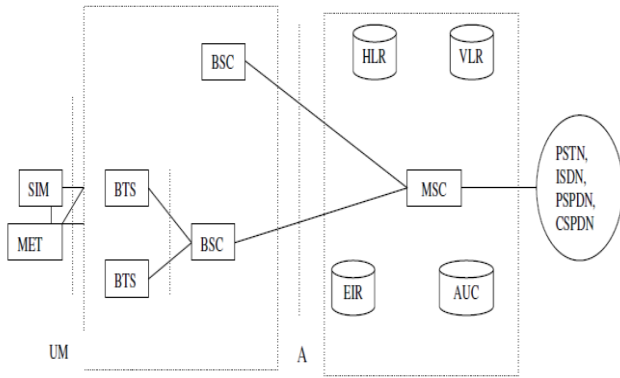 BSC
HLR
VLR
SIM
BTS
MSC
PSTN,
ISDN,
PSPDN,
CSPDN
MET
BSC
BTS
EIR
AUC
UM
A